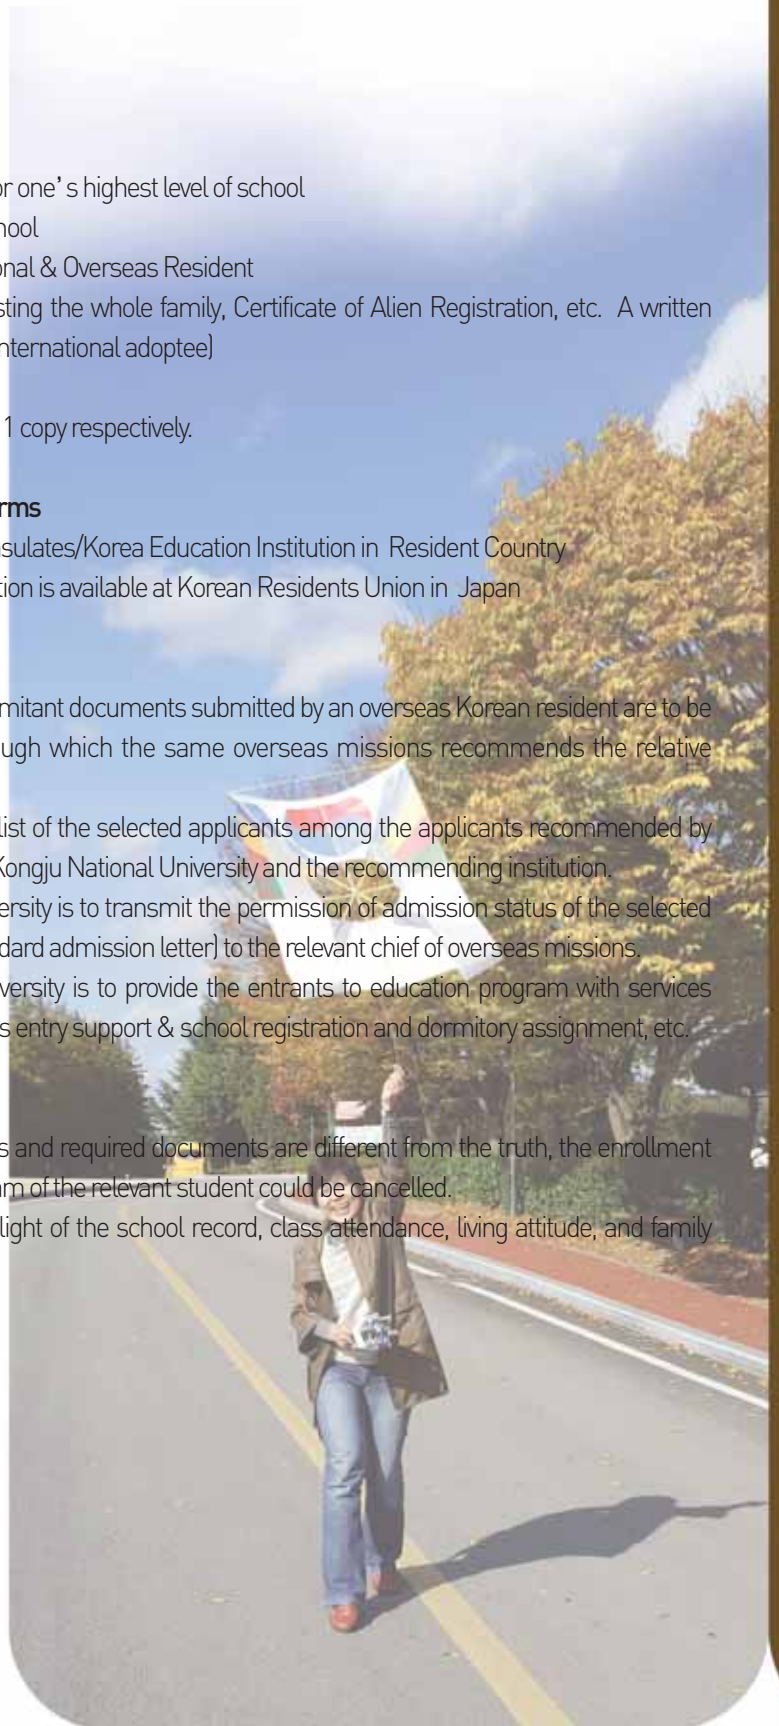 or one's highest level of school
hool
onal & Overseas Resident
sting the whole family, Certificate of Alien Registration, etc. A written
nternational adoptee)
1 copy respectively.
rms
sulates/Korea Education Institution in Resident Country
tion is available at Korean Residents Union in Japan
mitant documents submitted by an overseas Korean resident are to be
ugh which the same overseas missions recommends the relative
list of the selected applicants among the applicants recommended by
Kongju National University and the recommending institution.
ersity is to transmit the permission of admission status of the selected
dard admission letter) to the relevant chief of overseas missions.
versity is to provide the entrants to education program with services
s entry support & school registration and dormitory assignment, etc.
s and required documents are different from the truth, the enrollment
am of the relevant student could be cancelled.
light of the school record, class attendance, living attitude, and family